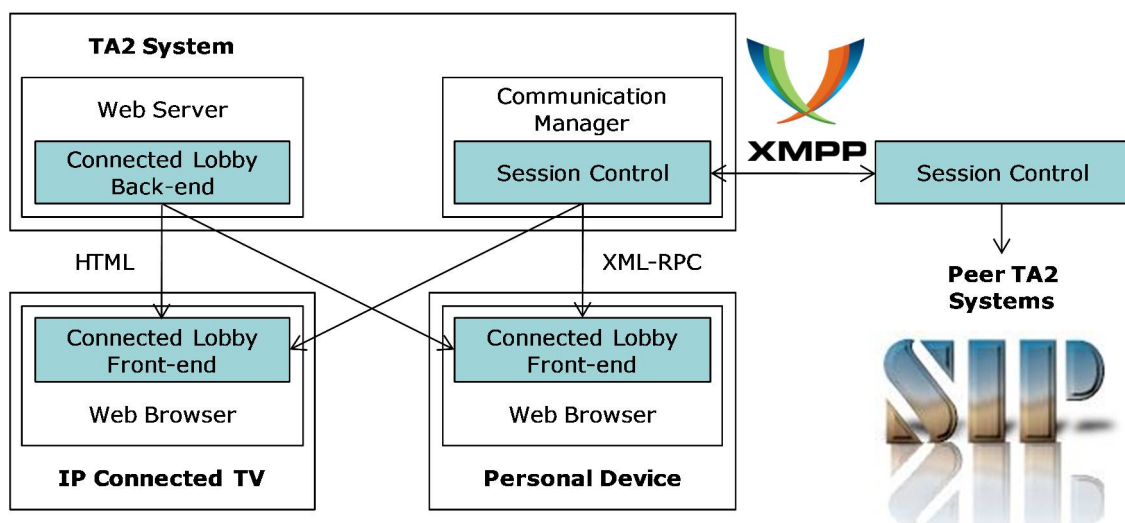 TA2 System
Web Server
Connected Lobby
Back-end
Communication
Manager
Session Control
XMPP
Session Control
HTML
XML-RPC
Peer TA2
Systems
Connected Lobby
Front-end
Web Browser
IP Connected TV
Connected Lobby
Front-end
Web Browser
Personal Device
SIP